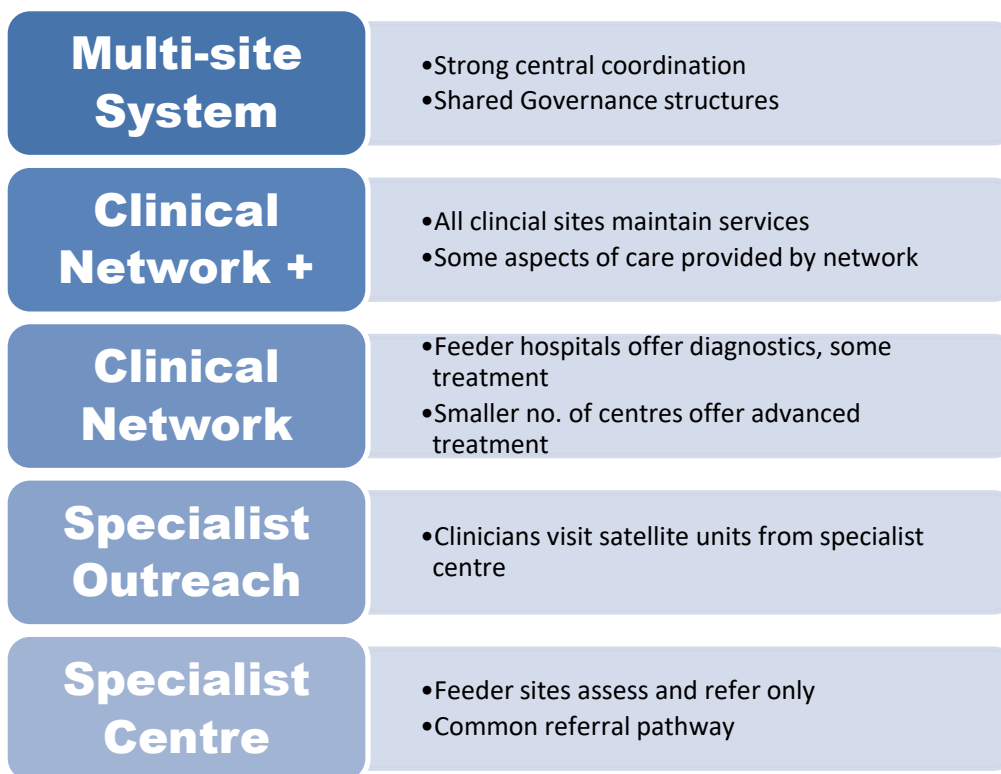 Multi-site
System
•Strong central coordination
•Shared Governance structures
Clinical
Network +
•All clincial sites maintain services
•Some aspects of care provided by network
Clinical
Network
•Feeder hospitals offer diagnostics, some
treatment
•Smaller no. of centres offer advanced
treatment
Specialist
Outreach
•Clinicians visit satellite units from specialist
centre
Specialist
Centre
•Feeder sites assess and refer only
•Common referral pathway